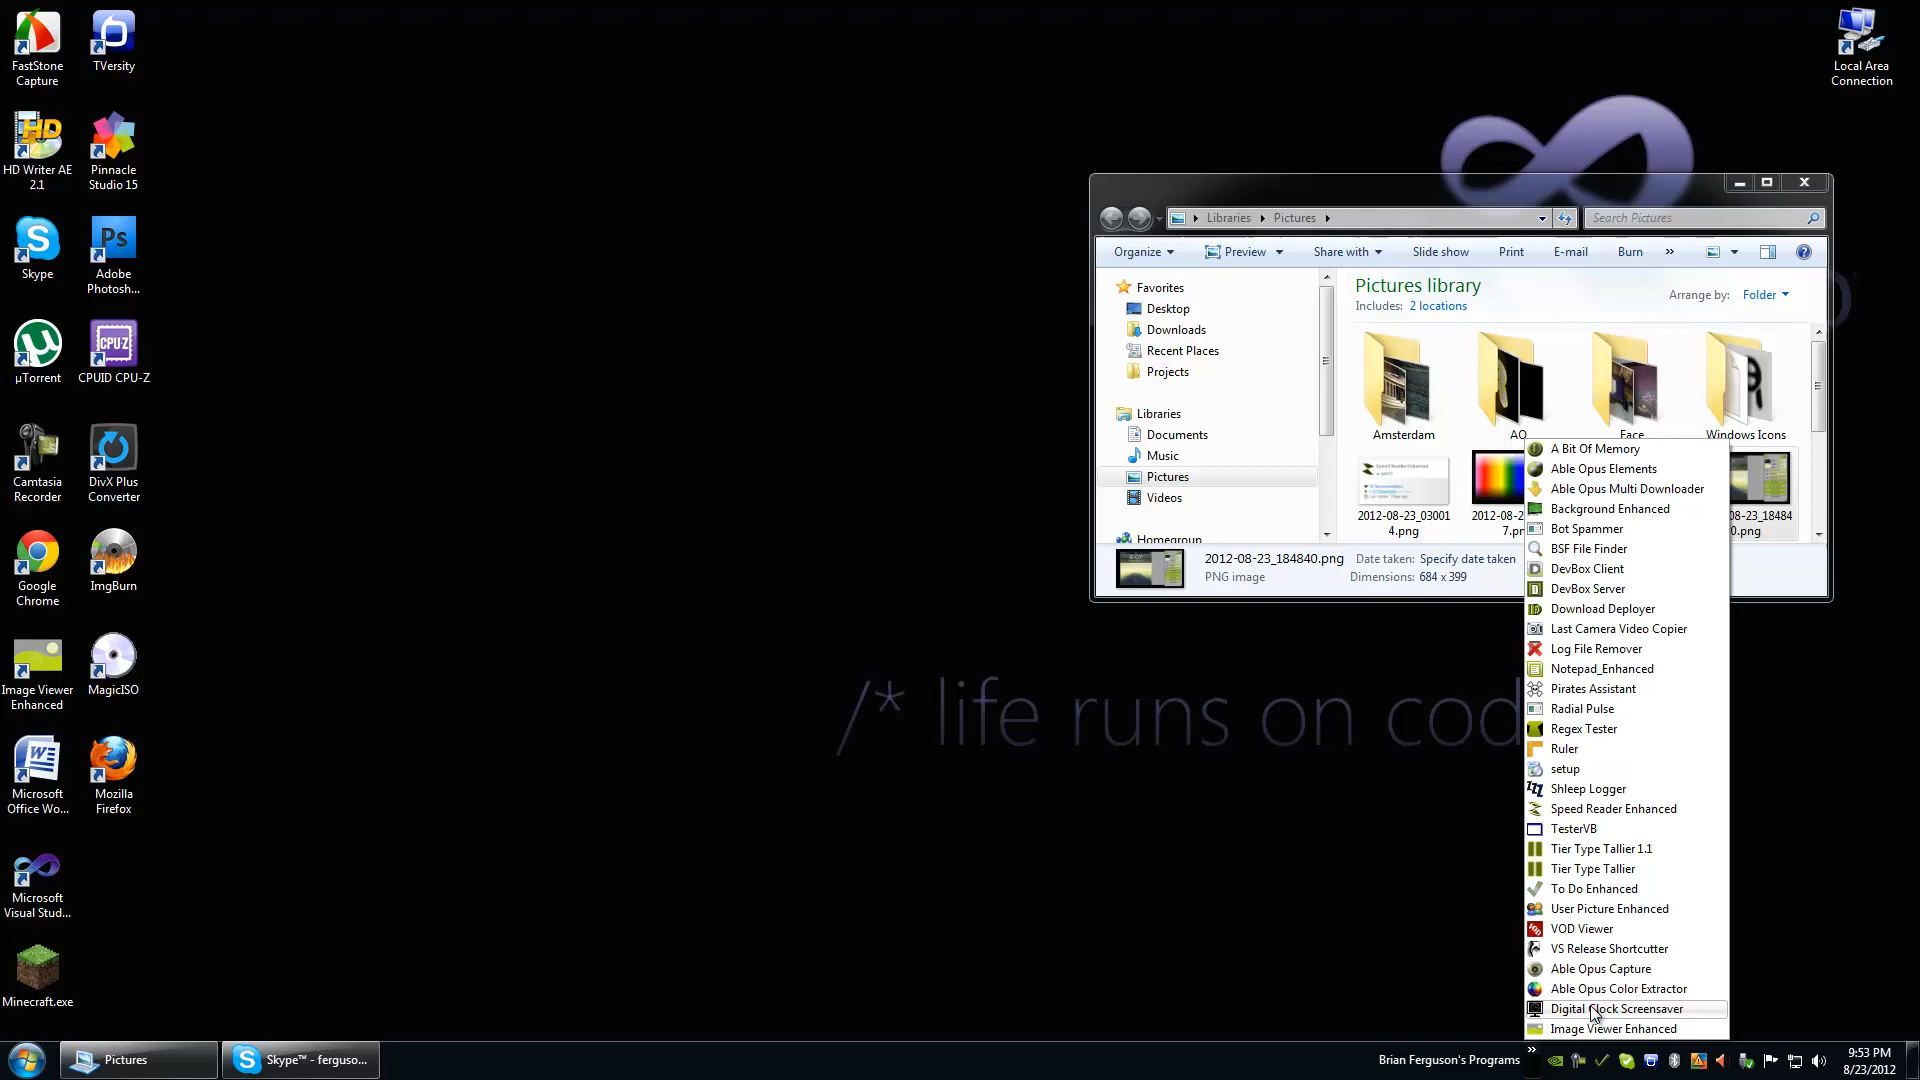 FastStone
Capture
TVersity
HD Writer AE
2.1
Pinnacle
Studio 15
Skype
Adobe
Photosh...
µTorrent
CPUID CPU-Z
Camtasia
Recorder
DivX Plus
Converter
Google
Chrome
ImgBurn
Image Viewer
Enhanced
MagicISO
Microsoft
Office Wo...
Mozilla
Firefox
Microsoft
Visual Stud...
Minecraft.exe
Local Area
Connection
/* life runs on cod
Libraries
Pictures
Search Pictures
Organize
Preview
Share with
Slide show
Print
E-mail
Burn
»
Favorites
Desktop
Downloads
Recent Places
Projects
Libraries
Documents
Music
Pictures
Videos
Homegroup
Pictures library
Includes: 2 locations
Arrange by: Folder
Amsterdam
AO
Face
Windows Icons
2012-08-23_03001
4.png
2012-08-2
7.pn
-23_18484
0.png
2012-08-23_184840.png
PNG image
Date taken: Specify date taken
Dimensions: 684 x 399
A Bit Of Memory
Able Opus Elements
Able Opus Multi Downloader
Background Enhanced
Bot Spammer
BSF File Finder
DevBox Client
DevBox Server
Download Deployer
Last Camera Video Copier
Log File Remover
Notepad_Enhanced
Pirates Assistant
Radial Pulse
Regex Tester
Ruler
setup
Shleep Logger
Speed Reader Enhanced
TesterVB
Tier Type Tallier 1.1
Tier Type Tallier
To Do Enhanced
User Picture Enhanced
VOD Viewer
VS Release Shortcutter
Able Opus Capture
Able Opus Color Extractor
Digital Clock Screensaver
Image Viewer Enhanced
Pictures
Skype™ - ferguso...
Brian Ferguson's Programs
»
9:53 PM
8/23/2012